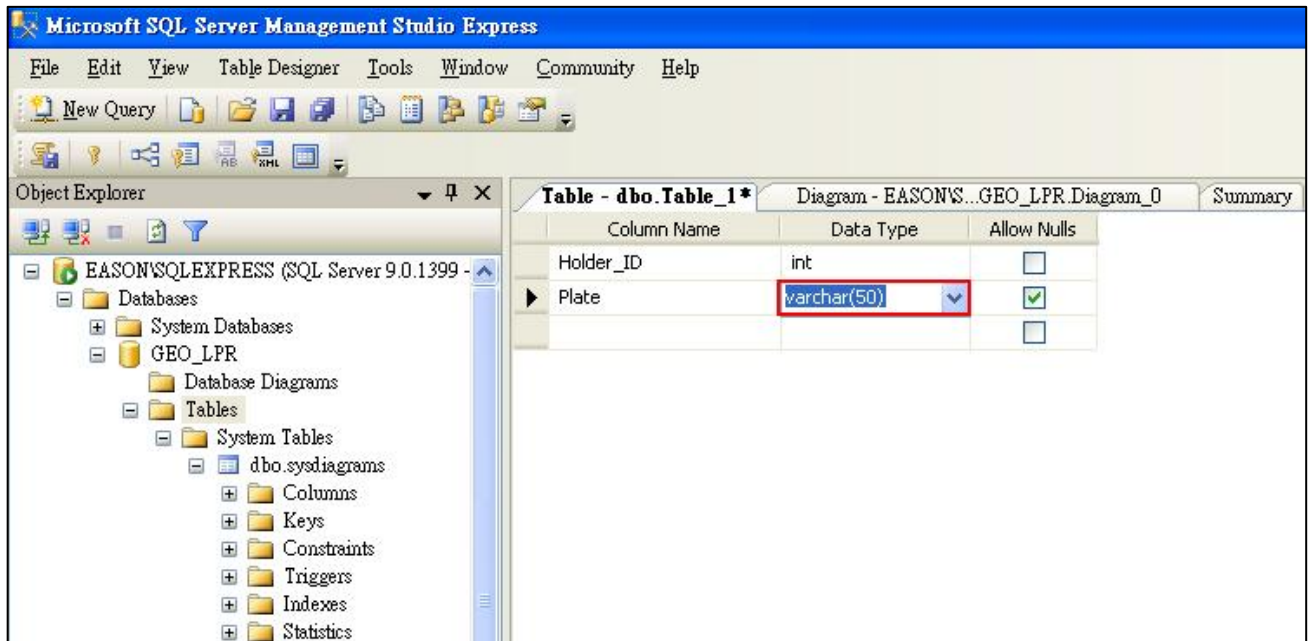 Microsoft SQL Server Management Studio Express
File Edit View Table Designer Tools Window Community Help
New Query
AB XML
Object Explorer
Table - dbo.Table_1* Diagram - EASON\S...GEO_LPR.Diagram_0 Summary
Column Name Data Type Allow Nulls
EASON\SQLEXPRESS (SQL Server 9.0.1399 -
Holder_ID int
Databases
Plate varchar(50)
System Databases
GEO_LPR
Database Diagrams
Tables
System Tables
dbo.sysdiagrams
Columns
Keys
Constraints
Triggers
Indexes
Statistics